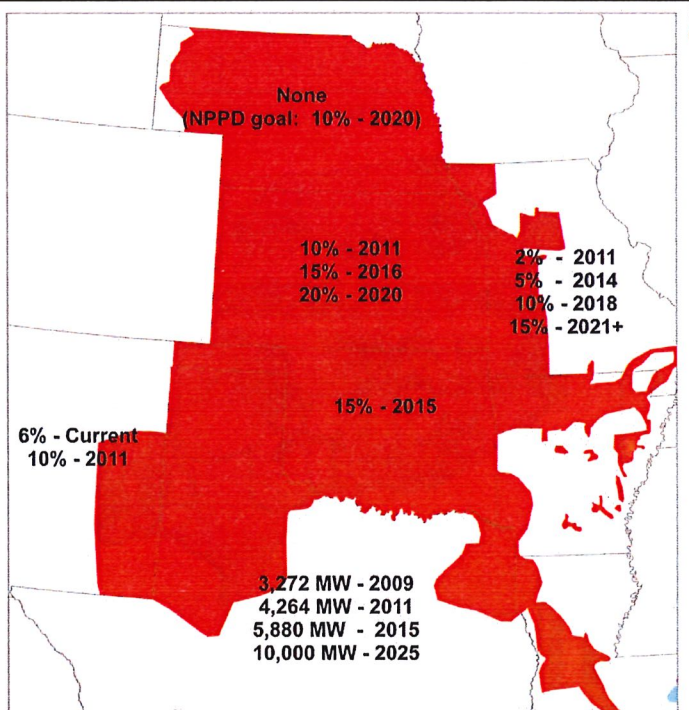 None
(NPPD goal: 10% - 2020)
10% - 2011
15% - 2016
20% - 2020
2% - 2011
5% - 2014
10% - 2018
15% - 2021+
15% - 2015
6% - Current
10% - 2011
3,272 MW - 2009
4,264 MW - 2011
5,880 MW - 2015
10,000 MW - 2025